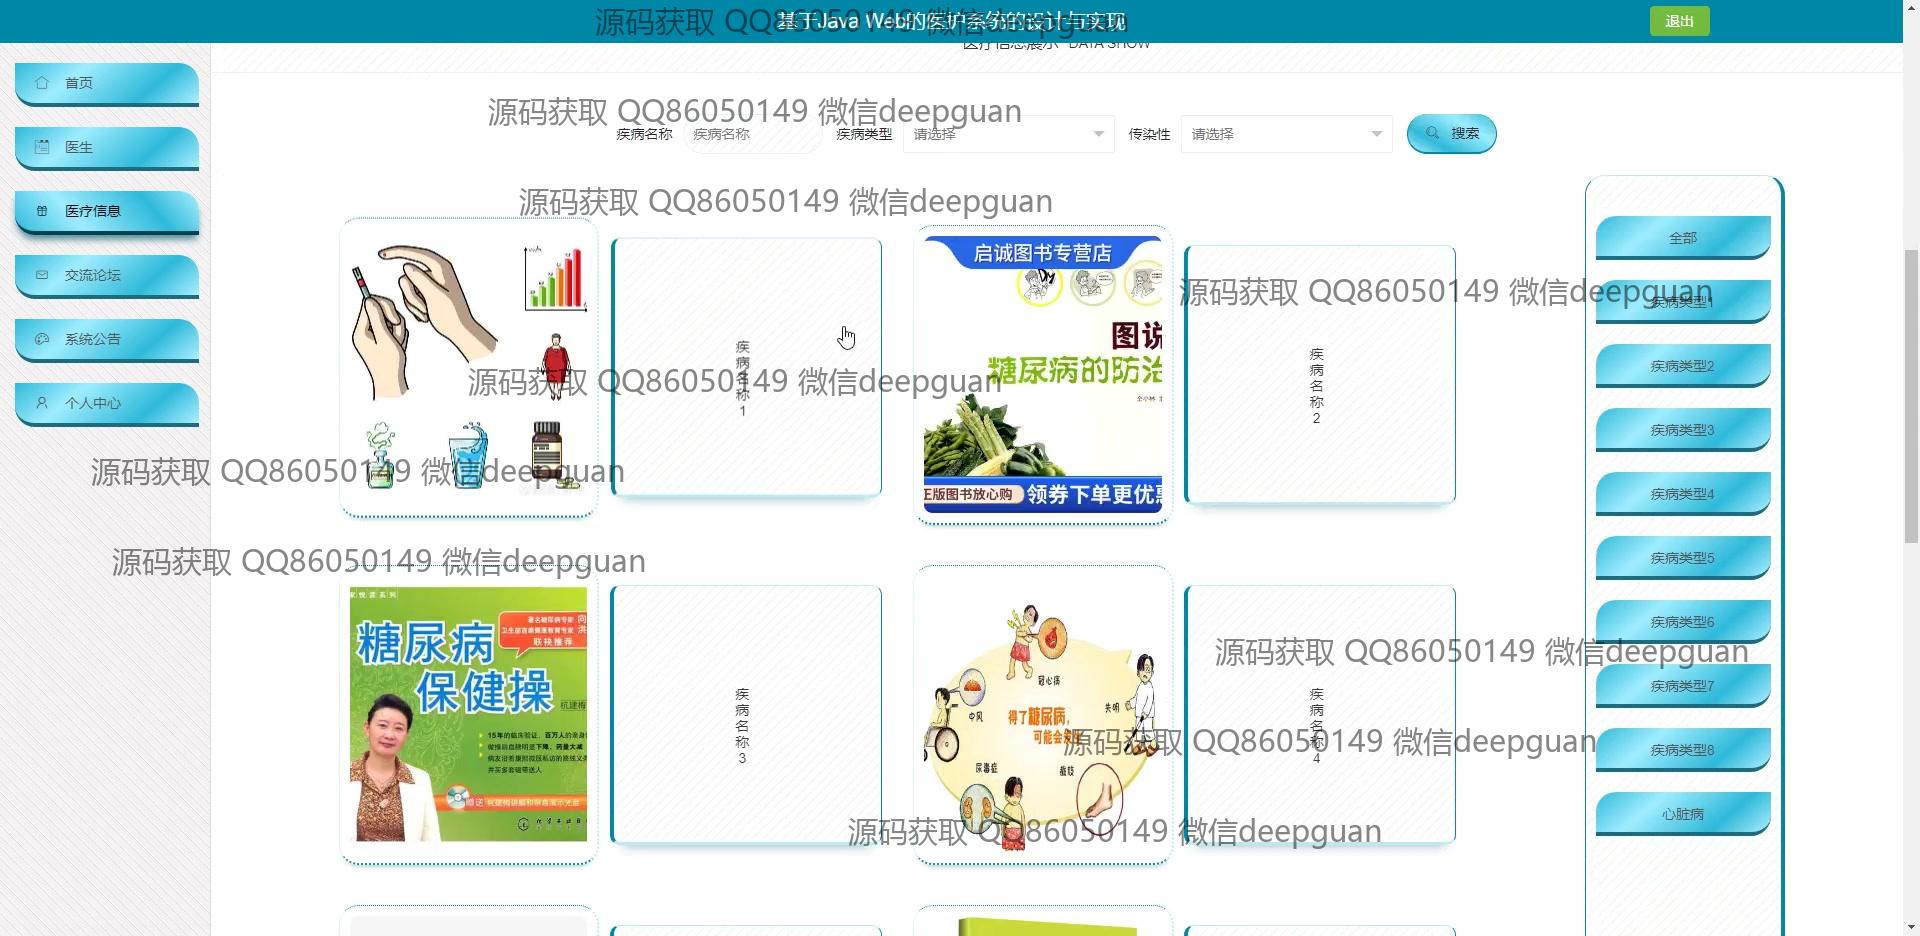 基于Java Web的医护系统的设计与实现
退出
源码获取 QQ86050149 微信deepguan
医疗信息展示 DATA SHOW
首页
医生
医疗信息
交流论坛
系统公告
个人中心
源码获取 QQ86050149 微信deepguan
疾病名称
疾病名称
疾病类型
请选择
传染性
请选择
搜索
源码获取 QQ86050149 微信deepguan
疾病名称1
启诚图书专营店
图说
糖尿病的防治
正版图书放心购
领券下单更优惠
疾病名称2
源码获取 QQ86050149 微信deepguan
源码获取 QQ86050149 微信deepguan
源码获取 QQ86050149 微信deepguan
源码获取 QQ86050149 微信deepguan
糖尿病
保健操
著名糖尿病专家
联袂推荐
杭建梅
疾病名称3
冠心病
中风
失明
得了糖尿病,
可能会发生
尿毒症
截肢
疾病名称4
源码获取 QQ86050149 微信deepguan
源码获取 QQ86050149 微信deepguan
源码获取 QQ86050149 微信deepguan
全部
疾病类型1
疾病类型2
疾病类型3
疾病类型4
疾病类型5
疾病类型6
疾病类型7
疾病类型8
心脏病